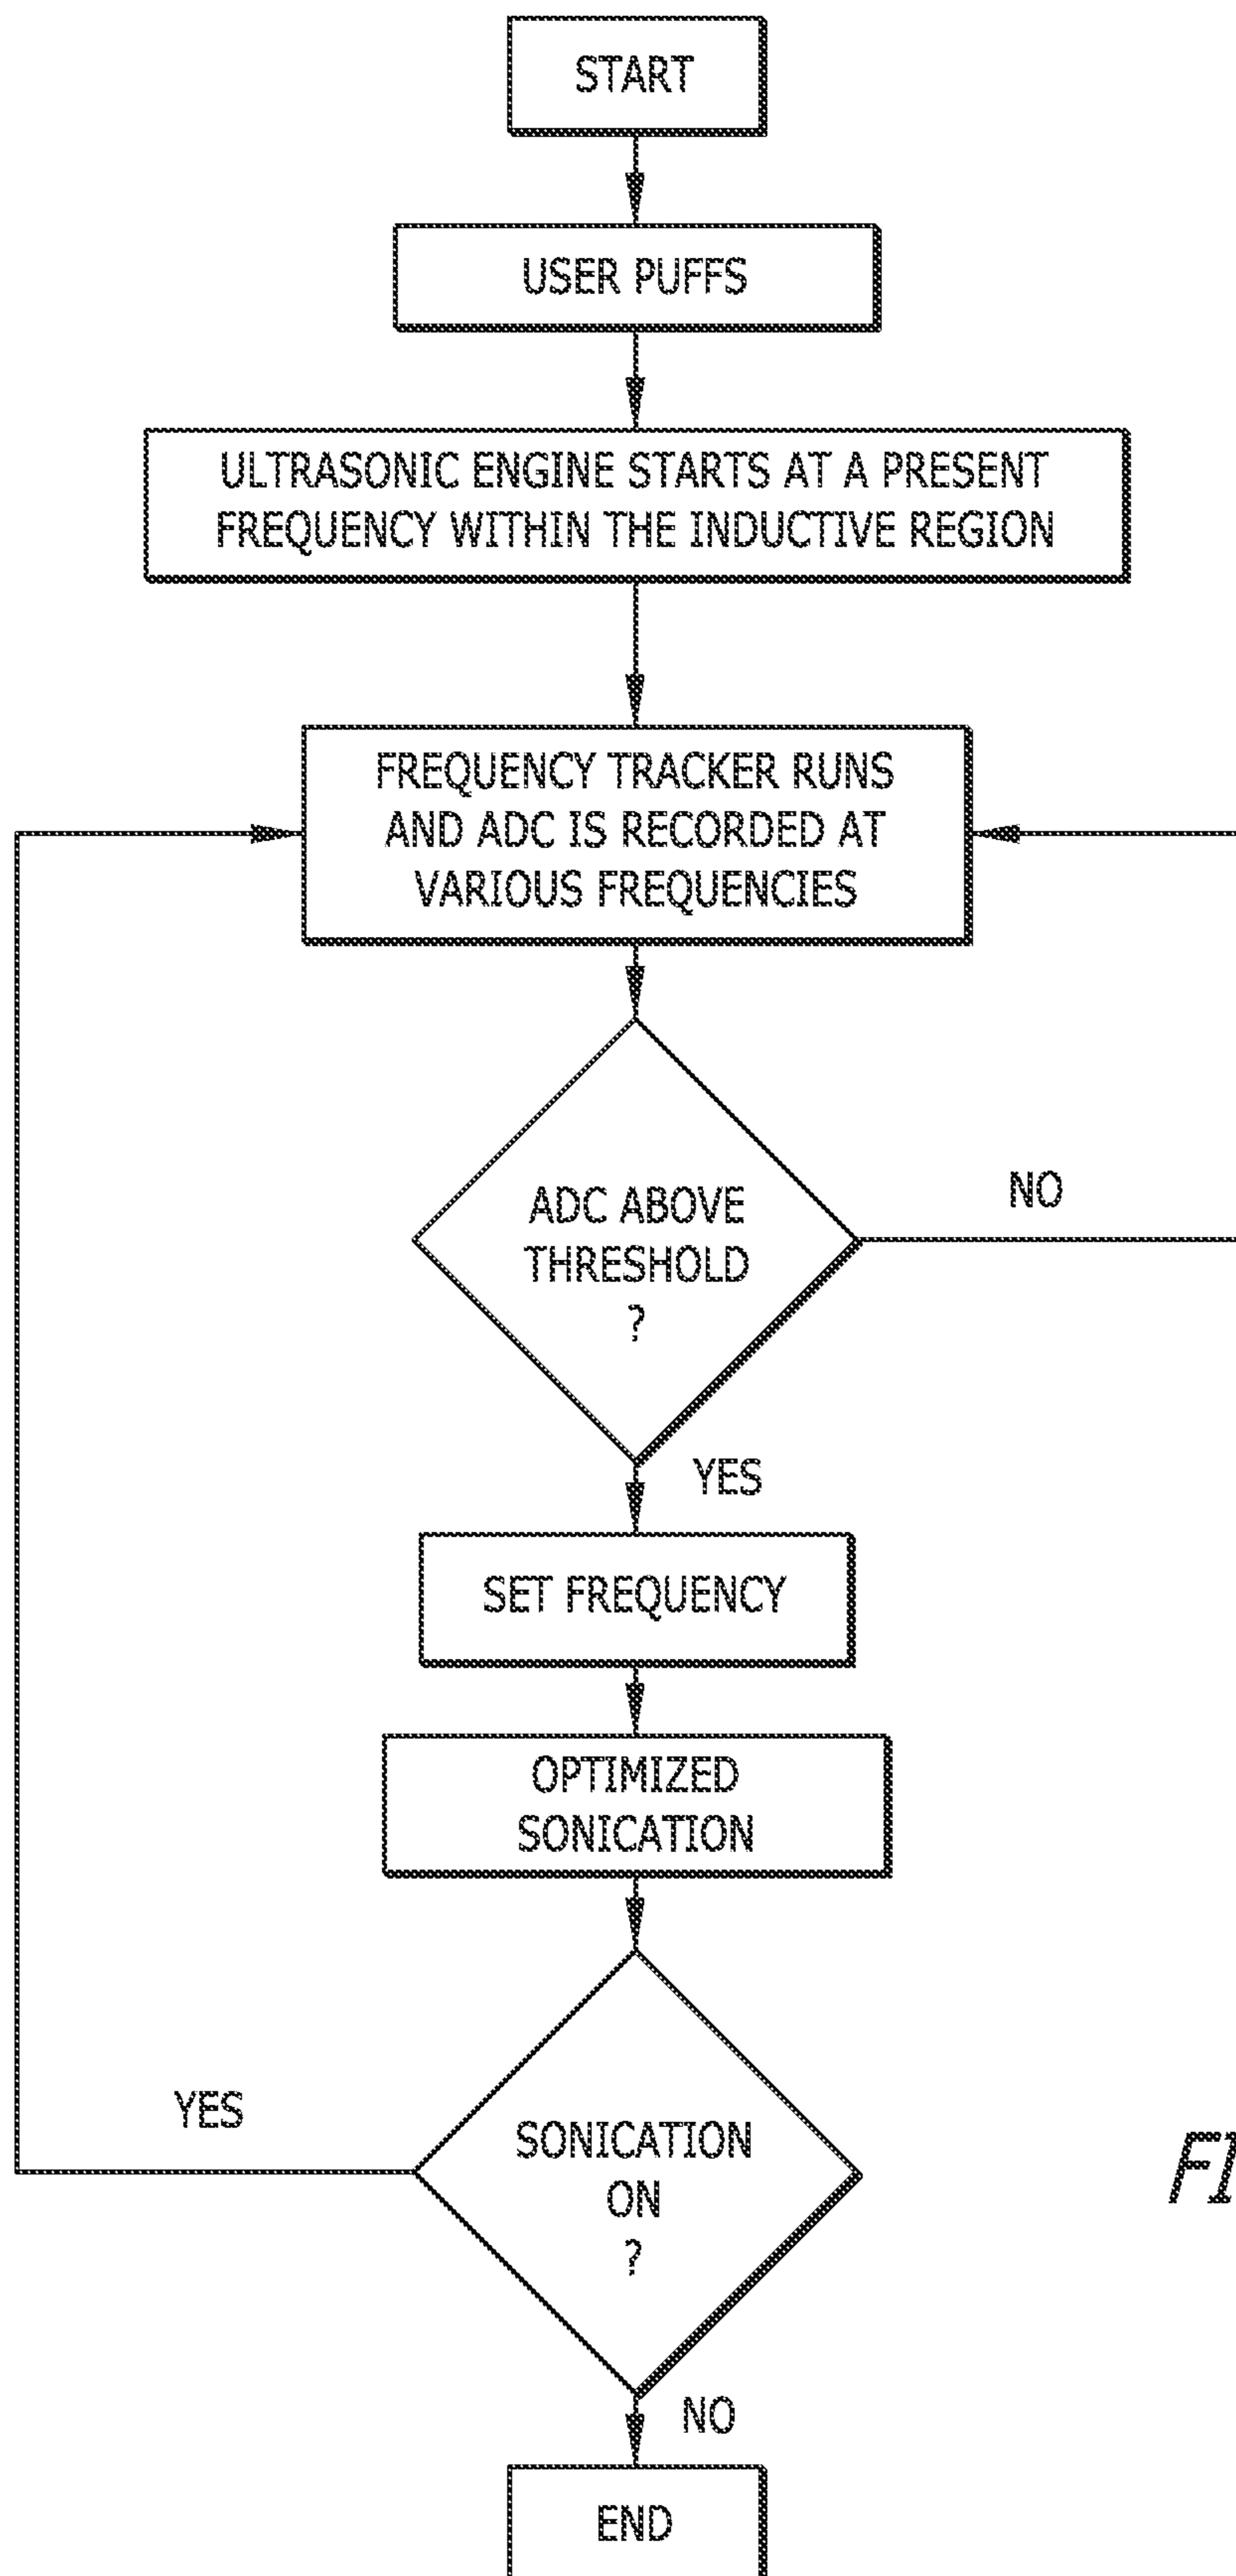 START
USER PUFFS
ULTRASONIC ENGINE STARTS AT A PRESENT
FREQUENCY WITHIN THE INDUCTIVE REGION
FREQUENCY TRACKER RUNS
AND ADC IS RECORDED AT
VARIOUS FREQUENCIES
ADC ABOVE
THRESHOLD
?
NO
YES
SET FREQUENCY
OPTIMIZED
SONICATION
YES
SONICATION
ON
?
FI
NO
END